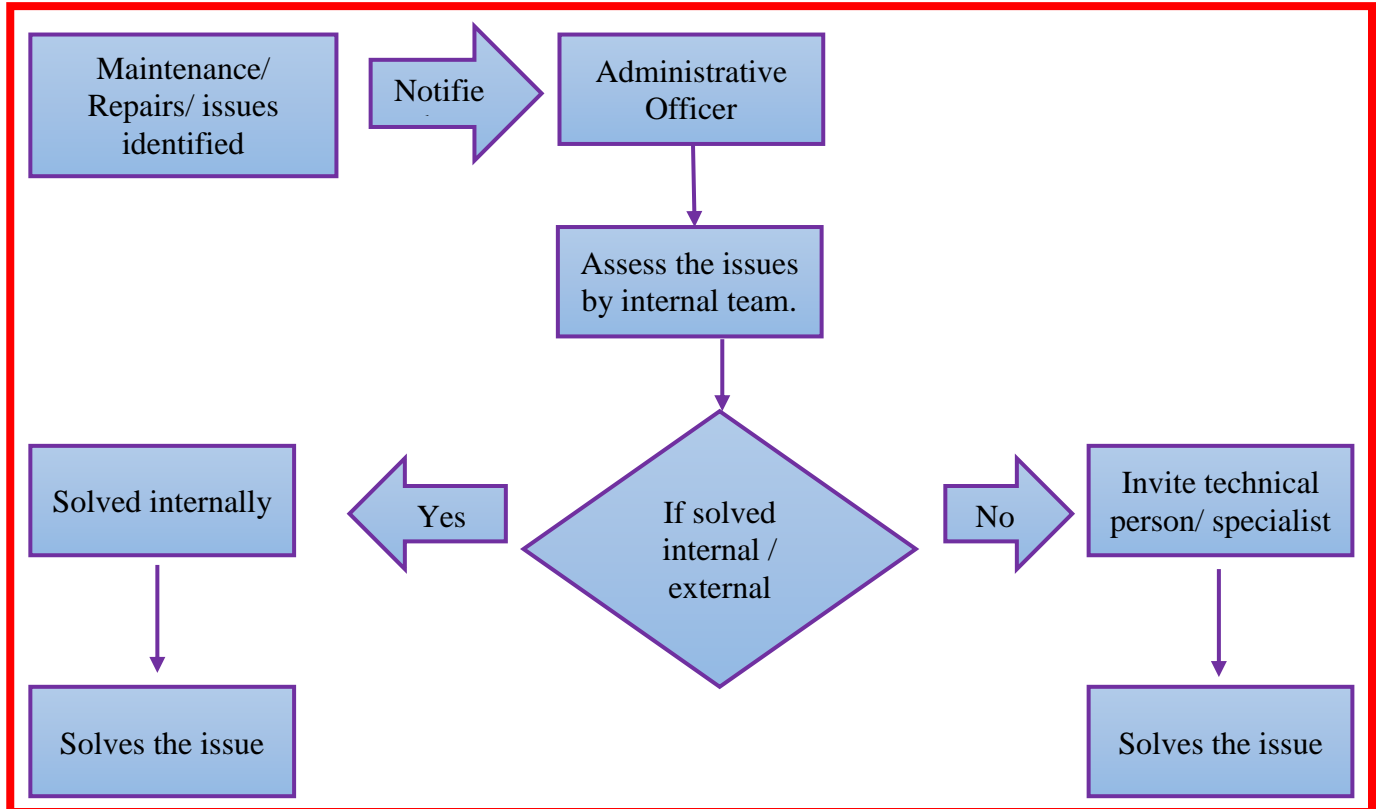 Maintenance/
Repairs/ issues
identified
Notifie
Administrative
Officer
Assess the issues
by internal team.
If solved
internal /
external
Yes
Solved internally
Solves the issue
No
Invite technical
person/ specialist
Solves the issue